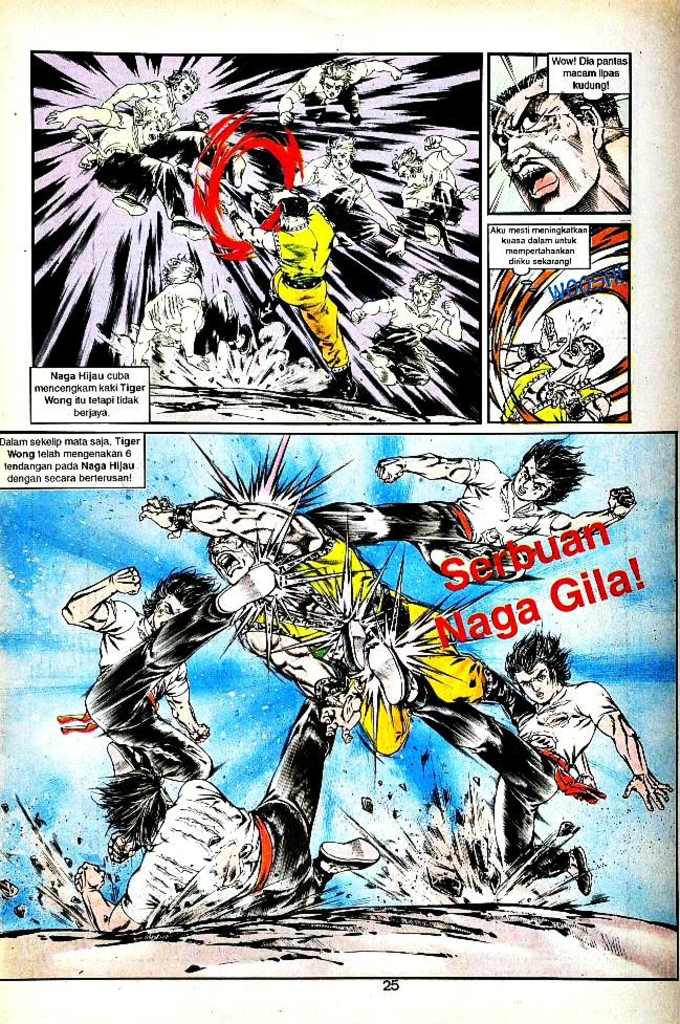 Wow! Dia pantas
macam lipas
kudung!
Aku mesti meningkatkan
kuasa dalam untuk
mempertahankan
diriku sekarang!
WOOSH
Naga Hijau cuba
mencengkam kaki Tiger
Wong itu tetapi tidak
berjaya.
Dalam sekelip mata saja, Tiger
Wong telah mengenakan 6
tendangan pada Naga Hijau
dengan secara berterusan!
Serbuan
Naga Gila!
25